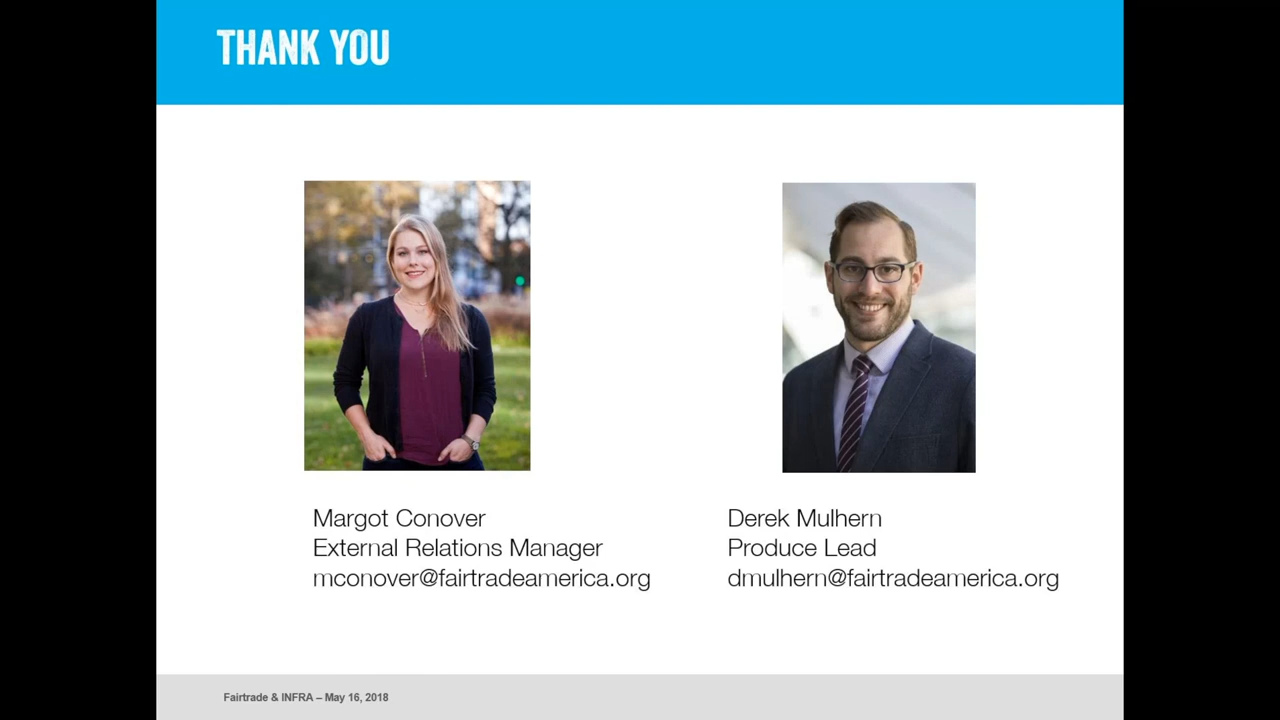 THANK YOU
Margot Conover
External Relations Manager
mconover@fairtradeamerica.org
Derek Mulhern
Produce Lead
dmulhern@fairtradeamerica.org
Fairtrade & INFRA – May 16, 2018